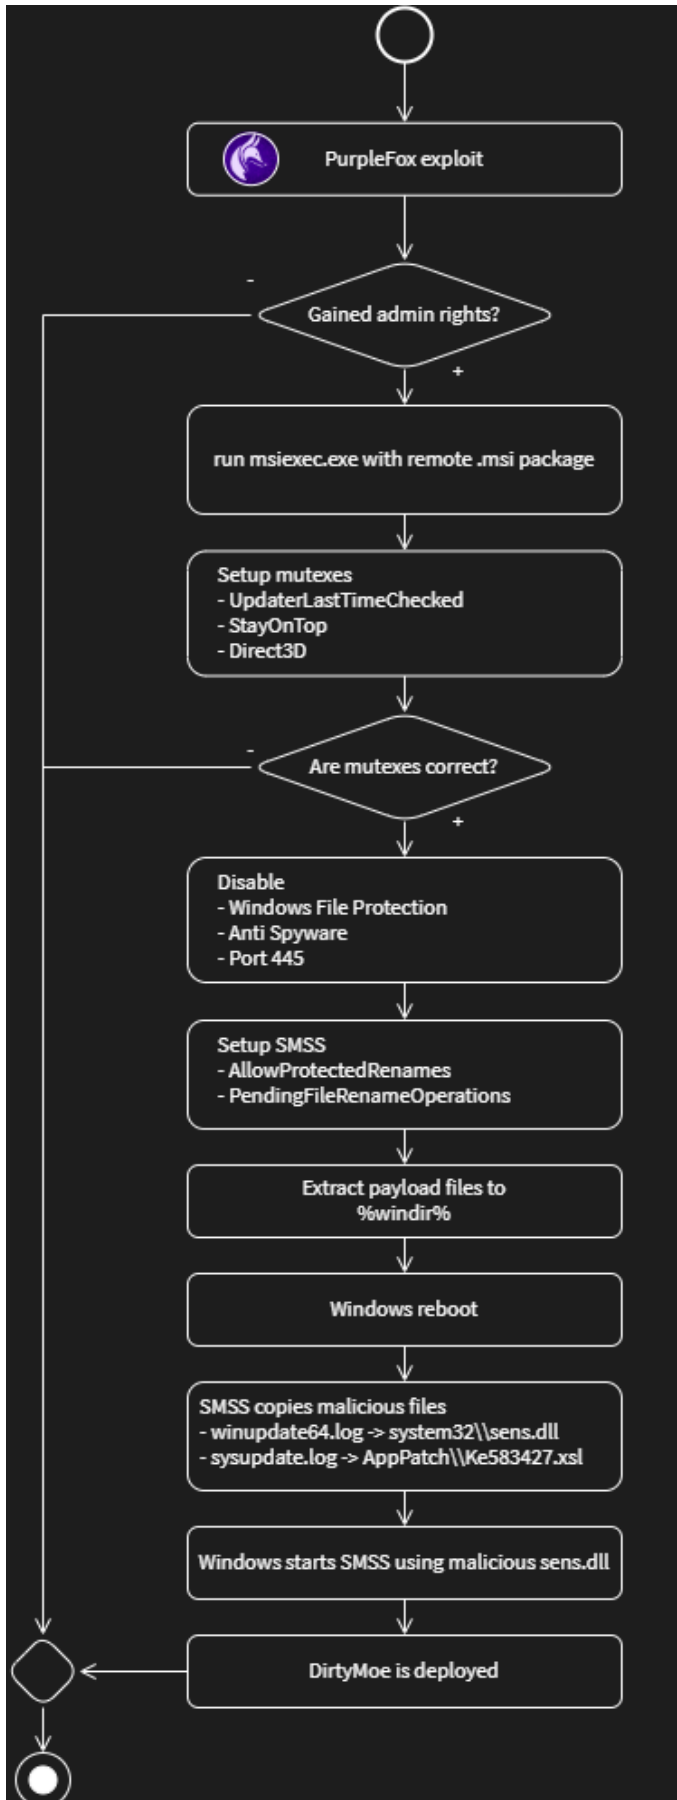 PurpleFox exploit
-
Gained admin rights?
+
run msiexec.exe with remote .msi package
Setup mutexes
- UpdaterLastTimeChecked
- StayOnTop
- Direct3D
-
Are mutexes correct?
+
Disable
- Windows File Protection
- Anti Spyware
- Port 445
Setup SMSS
- AllowProtectedRenames
- PendingFileRenameOperations
Extract payload files to
%windir%
Windows reboot
SMSS copies malicious files
- winupdate64.log -> system32\\sens.dll
- sysupdate.log -> AppPatch\\Ke583427.xsl
Windows starts SMSS using malicious sens.dll
DirtyMoe is deployed